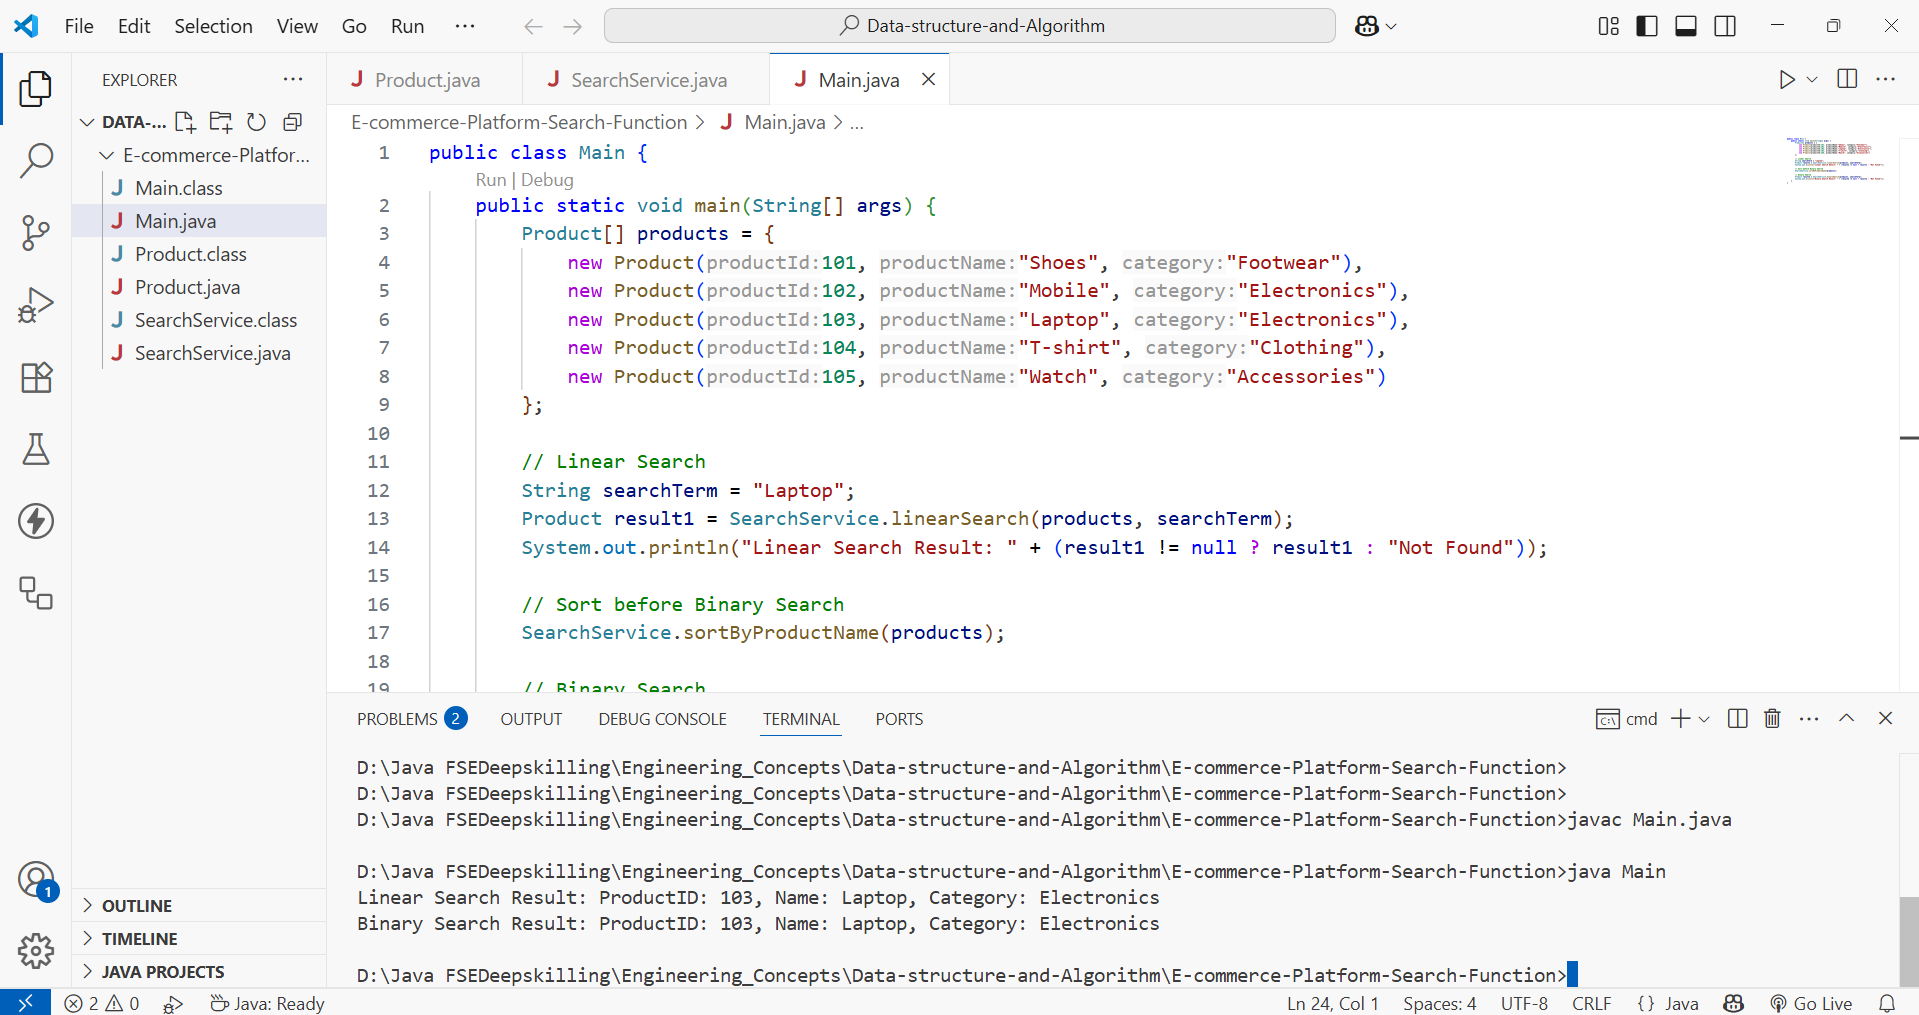 File Edit Selection View Go Run ···
Data-structure-and-Algorithm
EXPLORER
DATA-...
E-commerce-Platfor...
Main.class
Main.java
Product.class
Product.java
SearchService.class
SearchService.java
OUTLINE
TIMELINE
JAVA PROJECTS
Product.java SearchService.java Main.java
E-commerce-Platform-Search-Function > Main.java > ...
1 public class Main {
Run | Debug
2 public static void main(String[] args) {
3 Product[] products = {
4 new Product(productId:101, productName:"Shoes", category:"Footwear"),
5 new Product(productId:102, productName:"Mobile", category:"Electronics"),
6 new Product(productId:103, productName:"Laptop", category:"Electronics"),
7 new Product(productId:104, productName:"T-shirt", category:"Clothing"),
8 new Product(productId:105, productName:"Watch", category:"Accessories")
9 };
10
11 // Linear Search
12 String searchTerm = "Laptop";
13 Product result1 = SearchService.linearSearch(products, searchTerm);
14 System.out.println("Linear Search Result: " + (result1 != null ? result1 : "Not Found"));
15
16 // Sort before Binary Search
17 SearchService.sortByProductName(products);
18
19 // Binary Search
PROBLEMS 2 OUTPUT DEBUG CONSOLE TERMINAL PORTS
cmd
D:\Java FSEDeepskilling\Engineering_Concepts\Data-structure-and-Algorithm\E-commerce-Platform-Search-Function>
D:\Java FSEDeepskilling\Engineering_Concepts\Data-structure-and-Algorithm\E-commerce-Platform-Search-Function>
D:\Java FSEDeepskilling\Engineering_Concepts\Data-structure-and-Algorithm\E-commerce-Platform-Search-Function>javac Main.java
D:\Java FSEDeepskilling\Engineering_Concepts\Data-structure-and-Algorithm\E-commerce-Platform-Search-Function>java Main
Linear Search Result: ProductID: 103, Name: Laptop, Category: Electronics
Binary Search Result: ProductID: 103, Name: Laptop, Category: Electronics
D:\Java FSEDeepskilling\Engineering_Concepts\Data-structure-and-Algorithm\E-commerce-Platform-Search-Function>
1
2 0 Java: Ready Ln 24, Col 1 Spaces: 4 UTF-8 CRLF {} Java Go Live